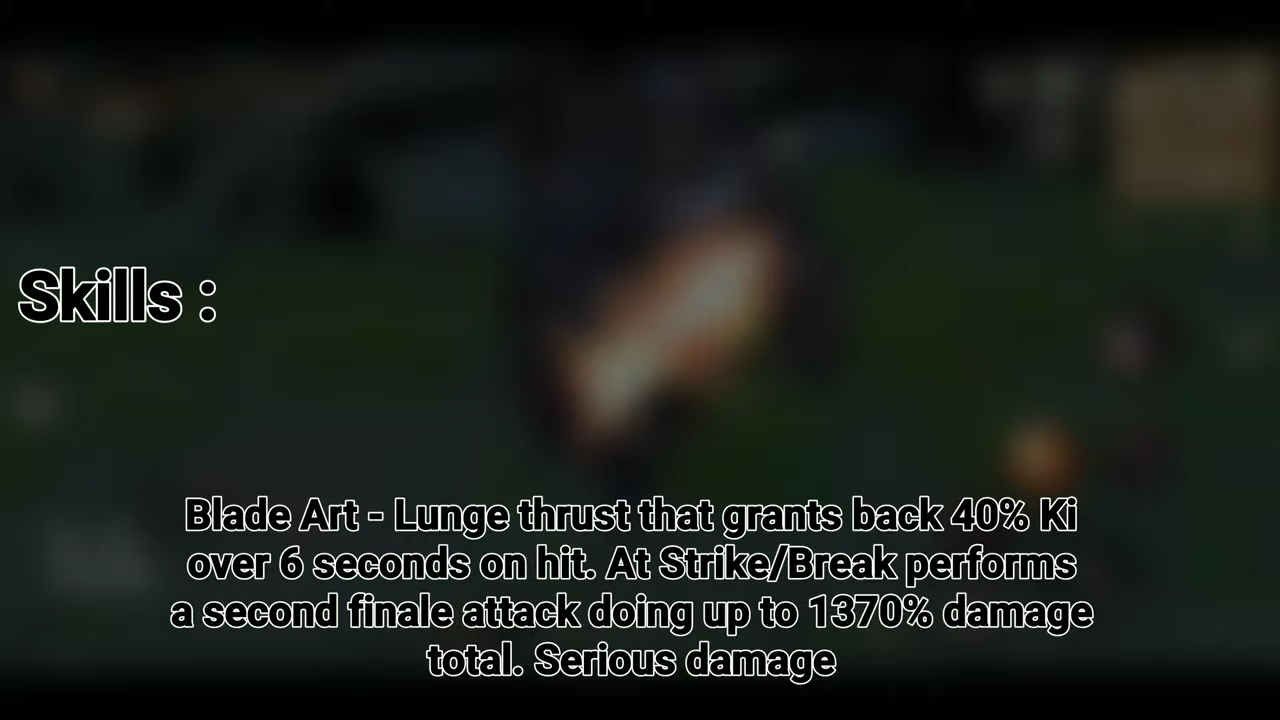 Skills :
Blade Art - Lunge thrust that grants back 40% Ki
over 6 seconds on hit. At Strike/Break performs
a second finale attack doing up to 1370% damage
total. Serious damage